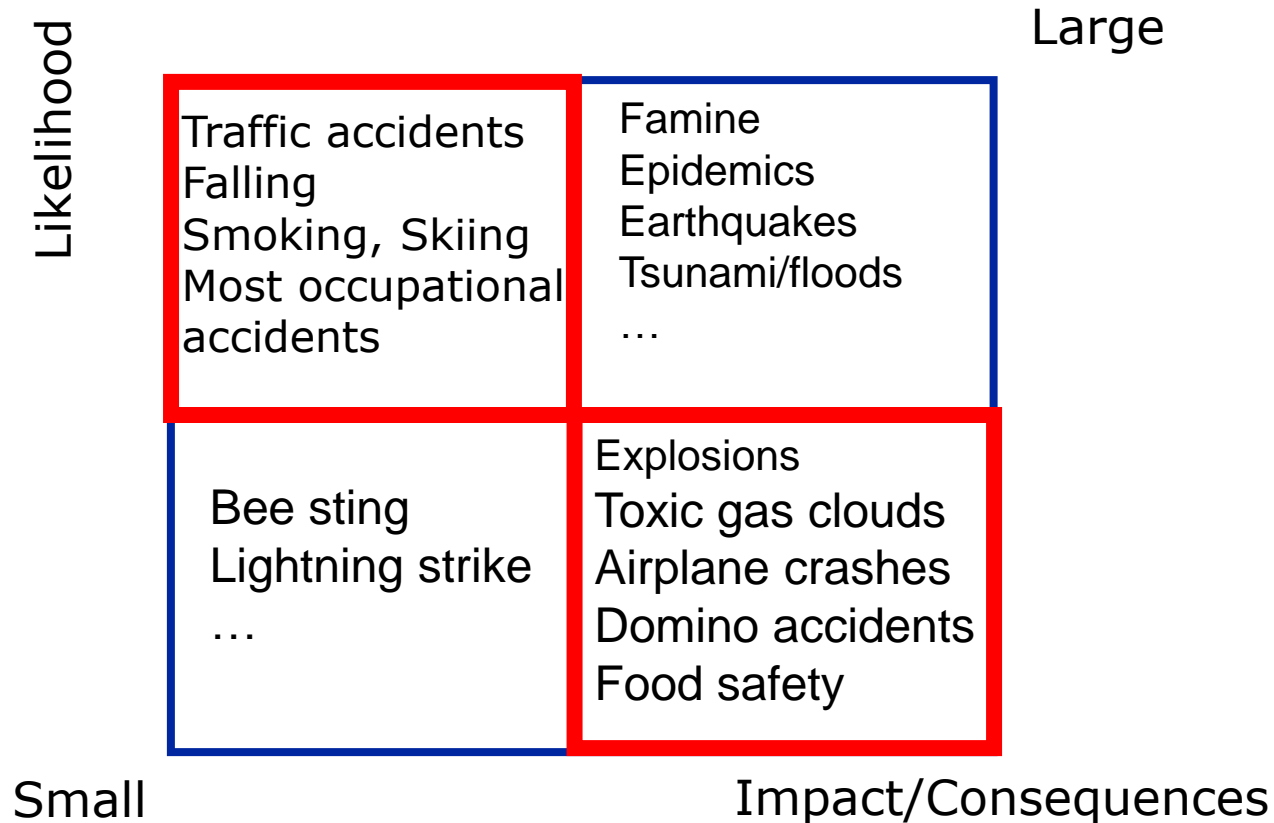 Likelihood
Large
Traffic accidents
Falling
Smoking, Skiing
Most occupational
accidents
Famine
Epidemics
Earthquakes
Tsunami/floods
…
Bee sting
Lightning strike
…
Explosions
Toxic gas clouds
Airplane crashes
Domino accidents
Food safety
Small
Impact/Consequences